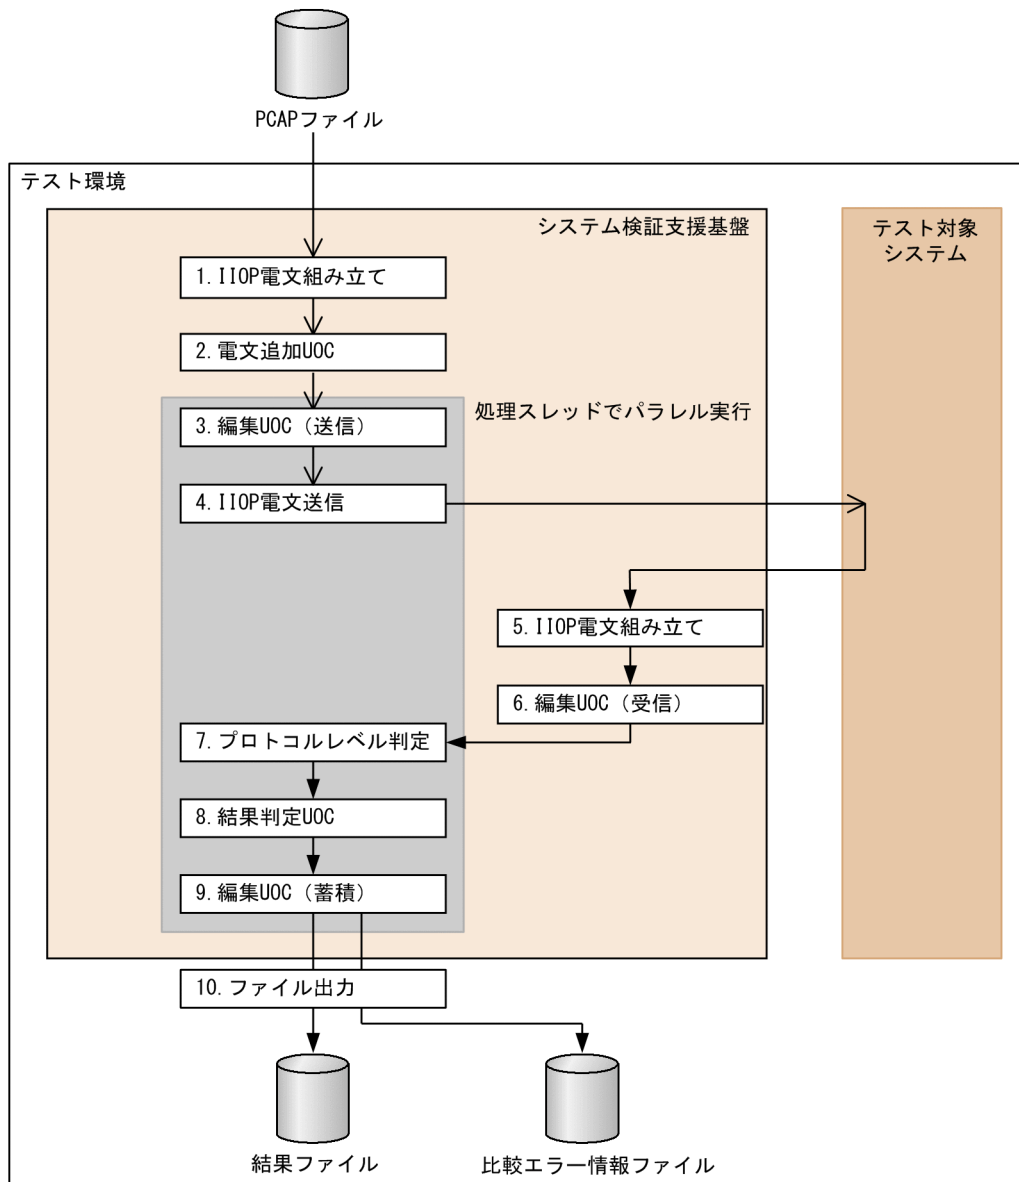 PCAPファイル
テスト環境
システム検証支援基盤
テスト対象
システム
1.IIOP電文組み立て
2.電文追加UOC
処理スレッドでパラレル実行
3.編集UOC（送信）
4.IIOP電文送信
5.IIOP電文組み立て
6.編集UOC（受信）
7.プロトコルレベル判定
8.結果判定UOC
9.編集UOC（蓄積）
10.ファイル出力
結果ファイル
比較エラー情報ファイル